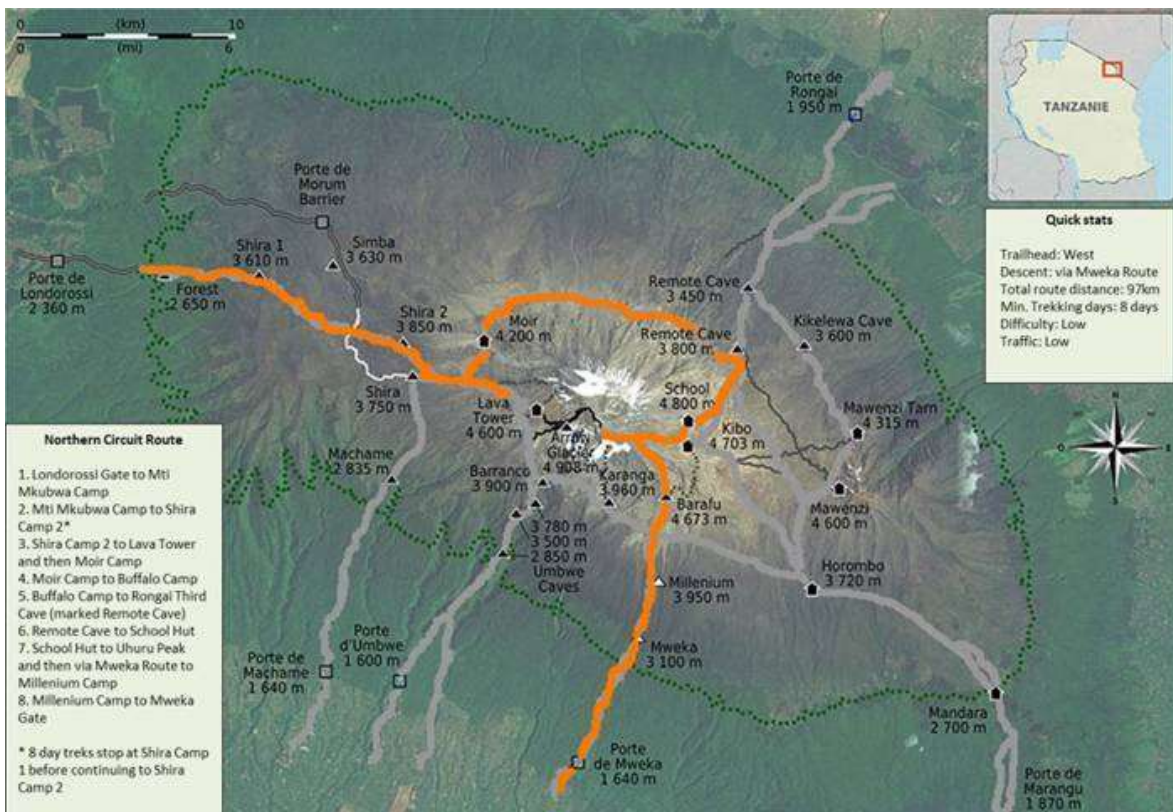 0 (km) 10
0 (mi) 6
Porte de
Rongai
1 950 m
TANZANIE
Quick stats
Trailhead: West
Descent: via Mweka Route
Total route distance: 97km
Min. Trekking days: 8 days
Difficulty: Low
Traffic: Low
Porte de
Morum
Barrier
Simba
3 630 m
Shira 1
3 610 m
Porte de
Londorossi
2 360 m
Forest
2 650 m
Shira 2
3 850 m
Moir
4 200 m
Remote Cave
3 450 m
Remote Cave
3 800 m
Kikelewa Cave
3 600 m
Shira
3 750 m
Lava
Tower
4 600 m
School
4 800 m
Kibo
4 703 m
Mawenzi Tarn
4 315 m
N
Arrow
Glacier
4 908 m
Machame
2 835 m
Barranco
3 900 m
Karanga
3 960 m
Barafu
4 673 m
Mawenzi
4 600 m
3 780 m
3 500 m
2 850 m
Umbwe
Caves
Horombo
3 720 m
Millenium
3 950 m
Mweka
3 100 m
Porte
d'Umbwe
1 600 m
Porte de
Machame
1 640 m
Mandara
2 700 m
Porte
de Mweka
1 640 m
Porte de
Marangu
1 870 m
Northern Circuit Route
1. Londorossi Gate to Mti
Mkubwa Camp
2. Mti Mkubwa Camp to Shira
Camp 2*
3. Shira Camp 2 to Lava Tower
and then Moir Camp
4. Moir Camp to Buffalo Camp
5. Buffalo Camp to Rongai Third
Cave (marked Remote Cave)
6. Remote Cave to School Hut
7. School Hut to Uhuru Peak
and then via Mweka Route to
Millenium Camp
8. Millenium Camp to Mweka
Gate
* 8 day treks stop at Shira Camp
1 before continuing to Shira
Camp 2